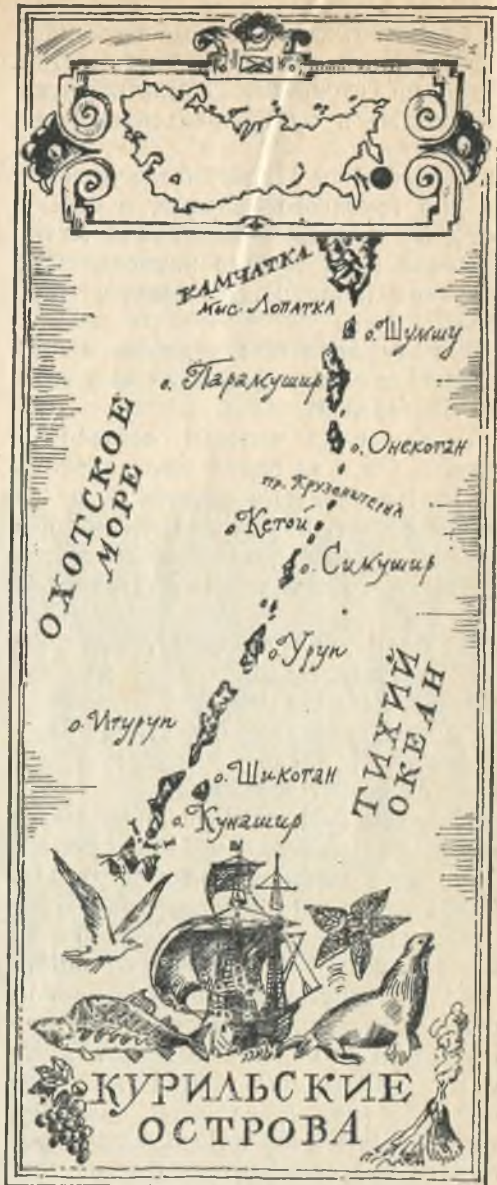 КАМЧАТКА
мыс Лопатка
о. Шумшу
о. Парамушир
о. Онекотан
пр. Крузенштерна
о. Кетой
о. Симушир
ОХОТСКОЕ
МОРЕ
о. Уруп
ТИХИЙ
ОКЕАН
о. Итуруп
о. Шикотан
о. Кунашир
КУРИЛЬСКИЕ
ОСТРОВА